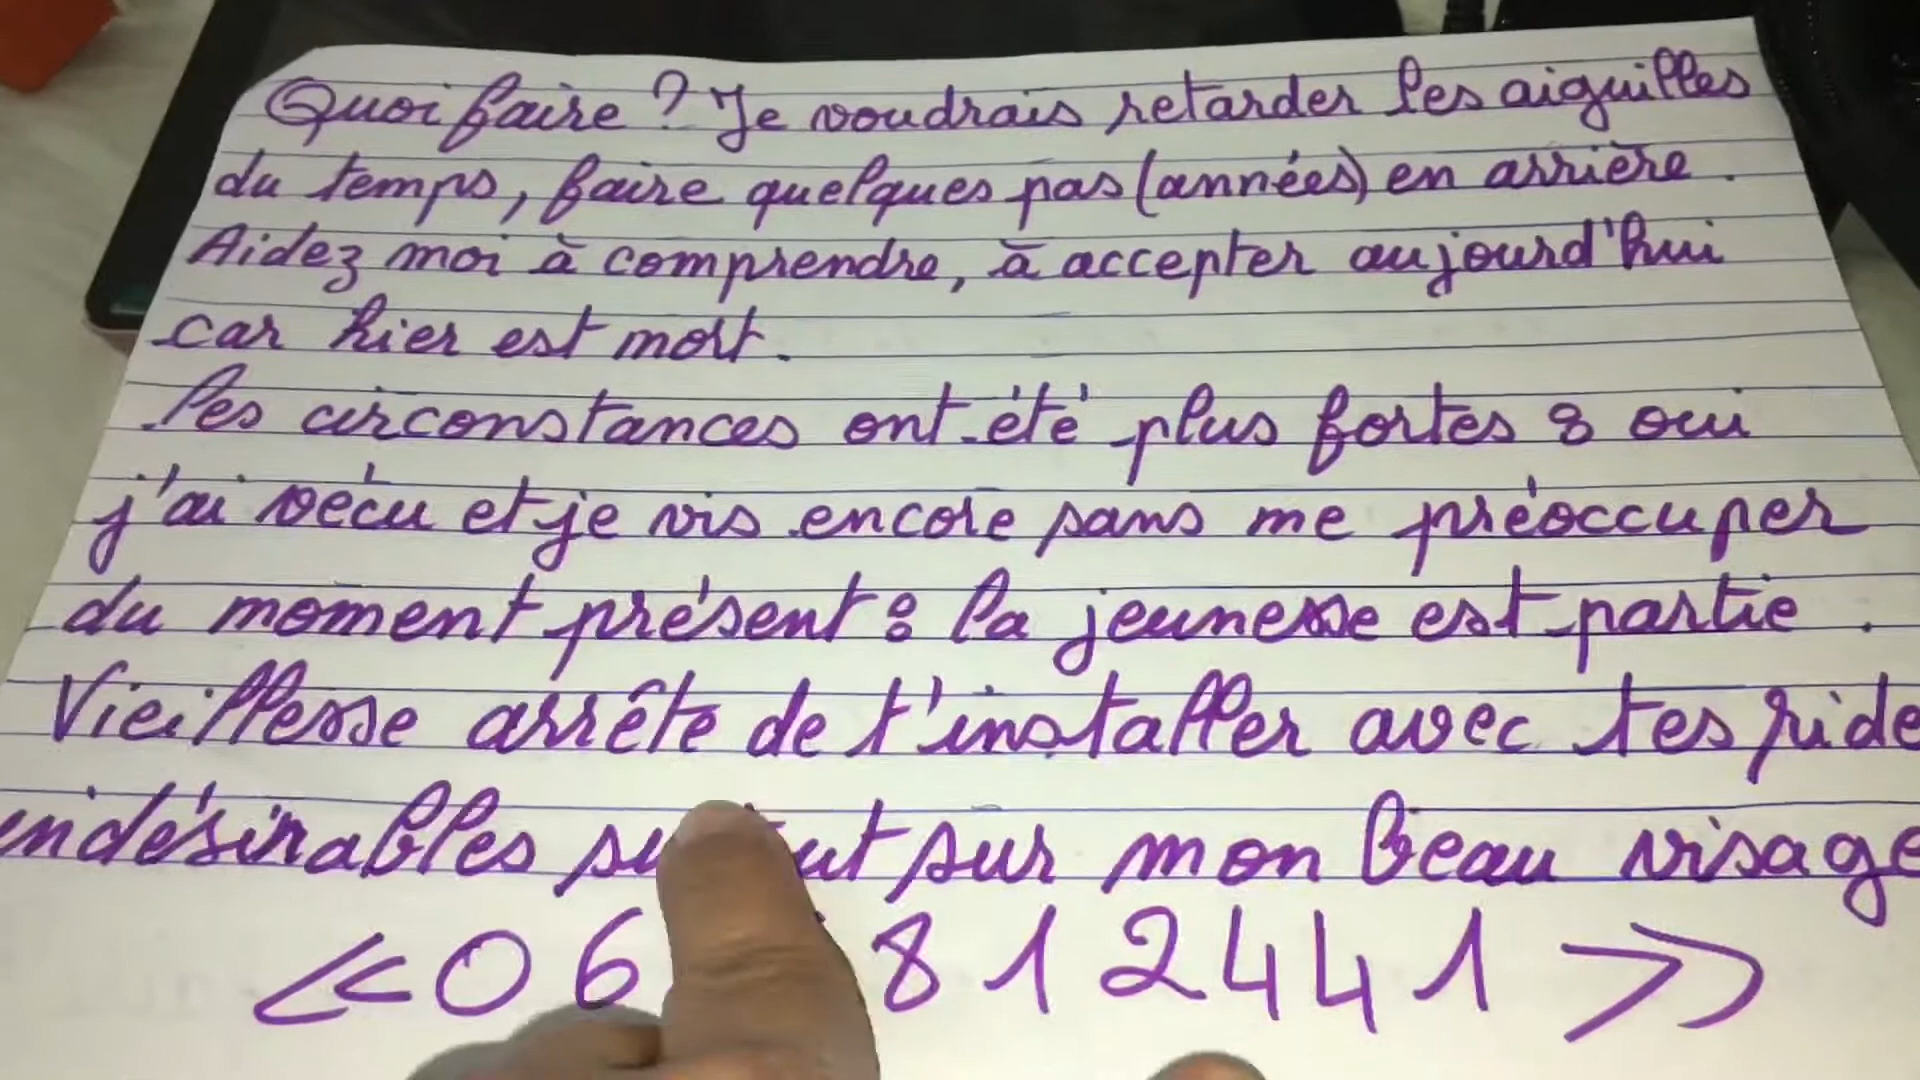 Quoi faire ? Je voudrais retarder les aiguilles
du temps, faire quelques pas (années) en arrière.
Aidez moi à comprendre, à accepter aujourd'hui
car hier est mort.
Les circonstances ont été plus fortes : oui
j'ai vécu et je vis encore sans me préoccuper
du moment présent : la jeunesse est partie.
Vieillesse arrête de t'installer avec tes ride
indésirables sur mon beau visage
<< 06 812441 >>